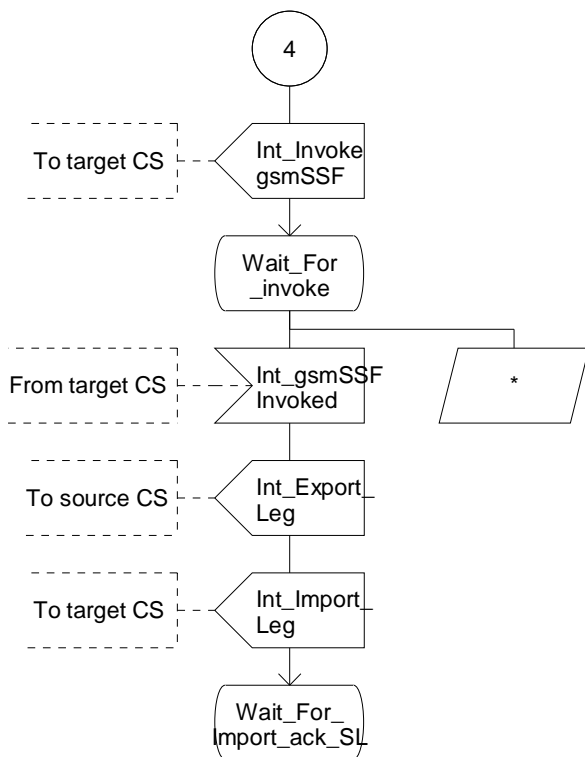 4
To target CS
Int_Invoke
gsmSSF
Wait_For
_invoke
From target CS
Int_gsmSSF
Invoked
*
To source CS
Int_Export_
Leg
To target CS
Int_Import_
Leg
Wait_For_
Import_ack_SL